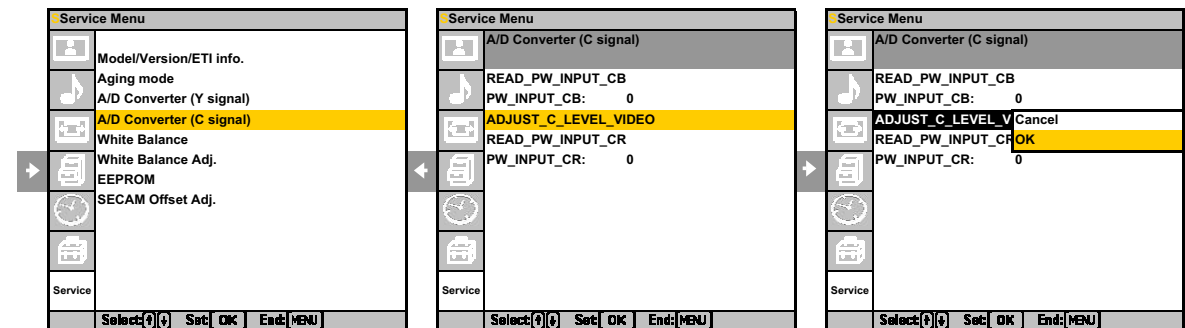 Service Menu
Model/Version/ETI info.
Aging mode
A/D Converter (Y signal)
A/D Converter (C signal)
White Balance
White Balance Adj.
EEPROM
SECAM Offset Adj.
Service
Select: Set:[ OK ] End:[MENU]
Service Menu
A/D Converter (C signal)
READ_PW_INPUT_CB
PW_INPUT_CB: 0
ADJUST_C_LEVEL_VIDEO
READ_PW_INPUT_CR
PW_INPUT_CR: 0
Service
Select: Set:[ OK ] End:[MENU]
Service Menu
A/D Converter (C signal)
READ_PW_INPUT_CB
PW_INPUT_CB: 0
ADJUST_C_LEVEL_V Cancel
READ_PW_INPUT_CR OK
PW_INPUT_CR: 0
Service
Select: Set:[ OK ] End:[MENU]